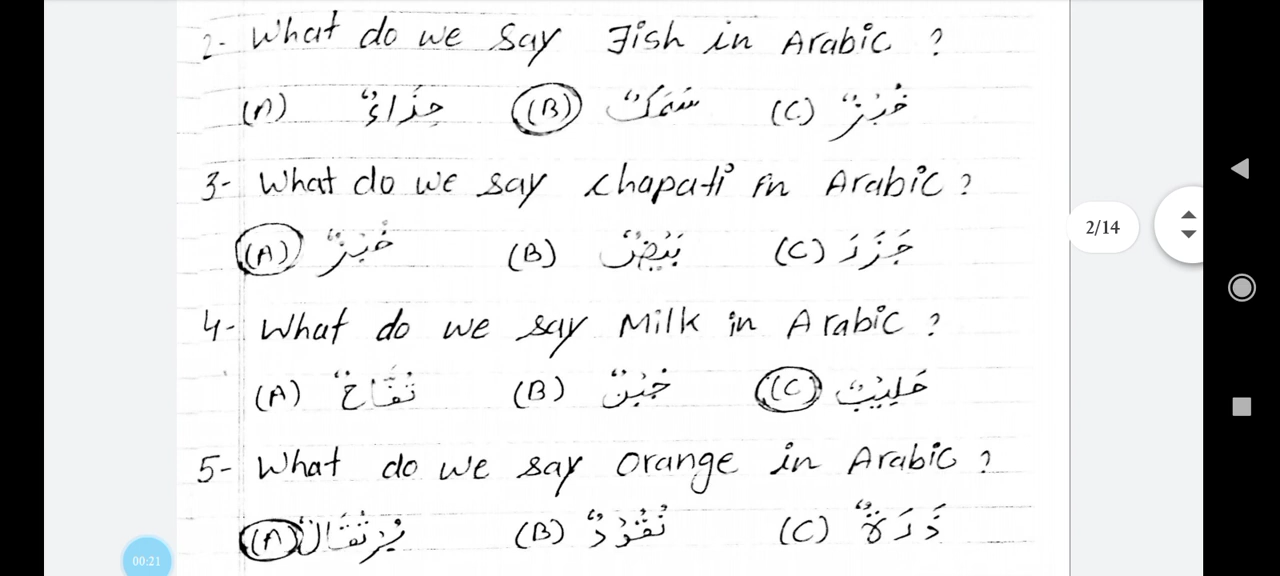 2- What do we say Fish in Arabic ?
(A) حِذَاءٌ (B) سَمَكٌ (C) خُبْزٌ
3- What do we say chapati in Arabic ?
(A) خُبْزٌ (B) بَيْضٌ (C) جَزَرَ
4- What do we say Milk in Arabic ?
(A) تُفَّاحٌ (B) جُبْنٌ (C) حَلِيْبٌ
5- What do we say orange in Arabic ?
(A) بُرْتُقَالٌ (B) نُقُوْدٌ (C) ذَرَةٌ
2/14
00:21